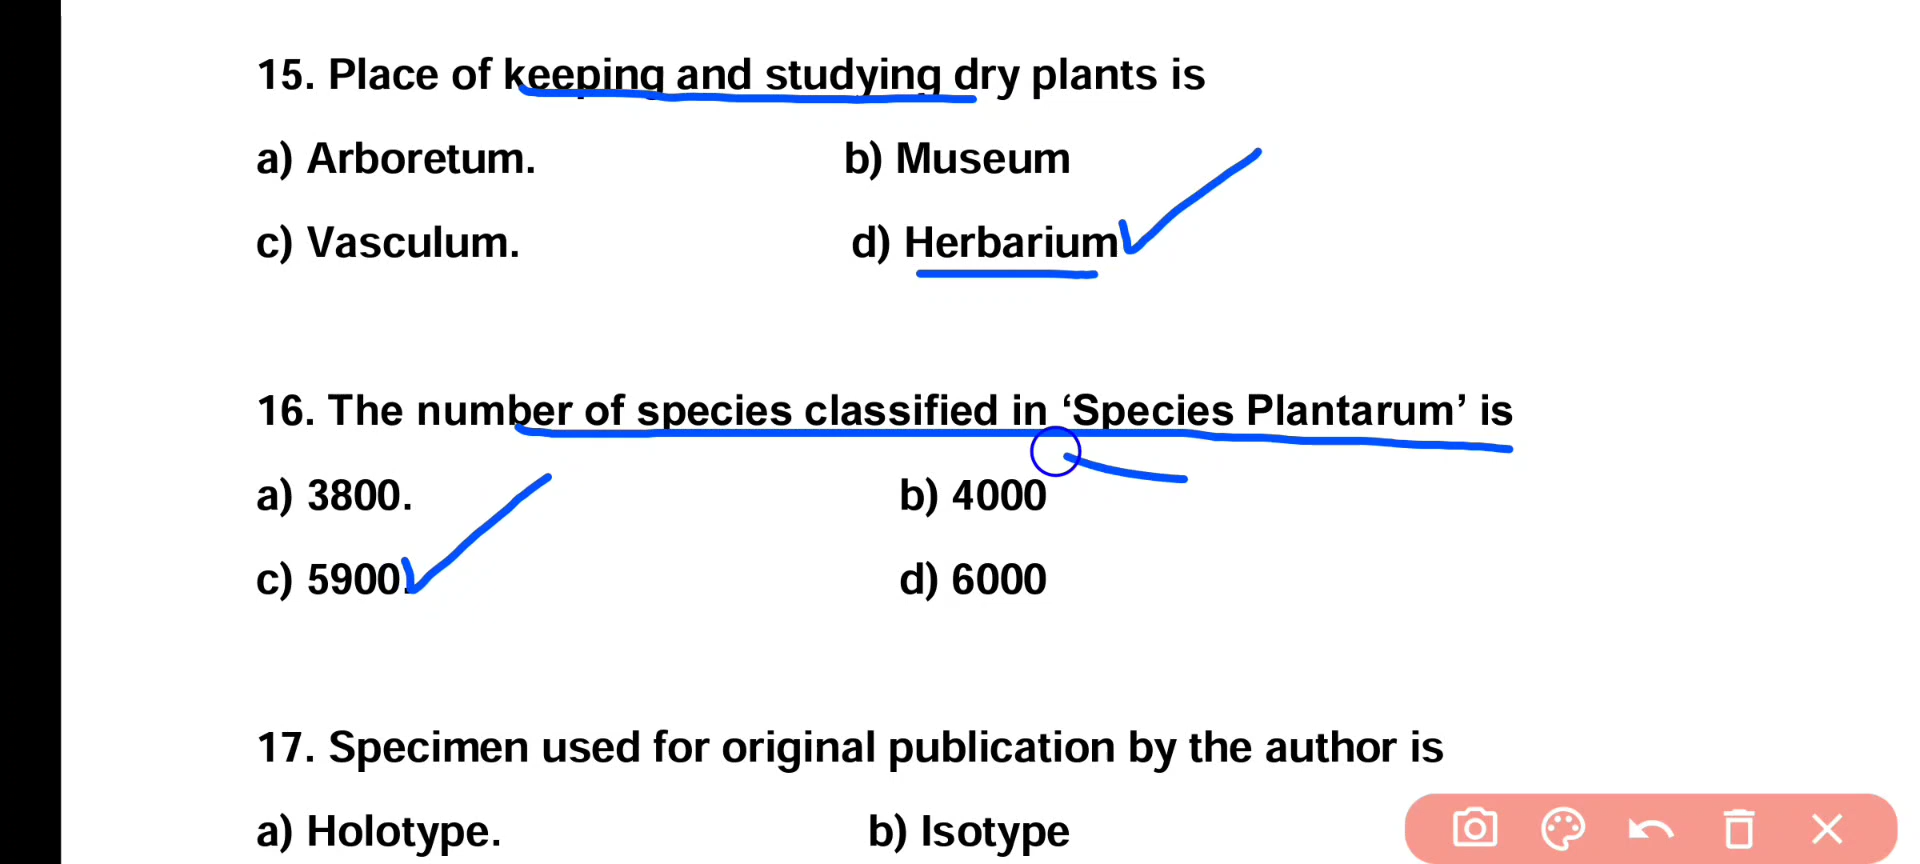 15. Place of keeping and studying dry plants is
a) Arboretum. b) Museum
c) Vasculum. d) Herbarium
16. The number of species classified in ‘Species Plantarum’ is
a) 3800. b) 4000
c) 5900. d) 6000
17. Specimen used for original publication by the author is
a) Holotype. b) Isotype